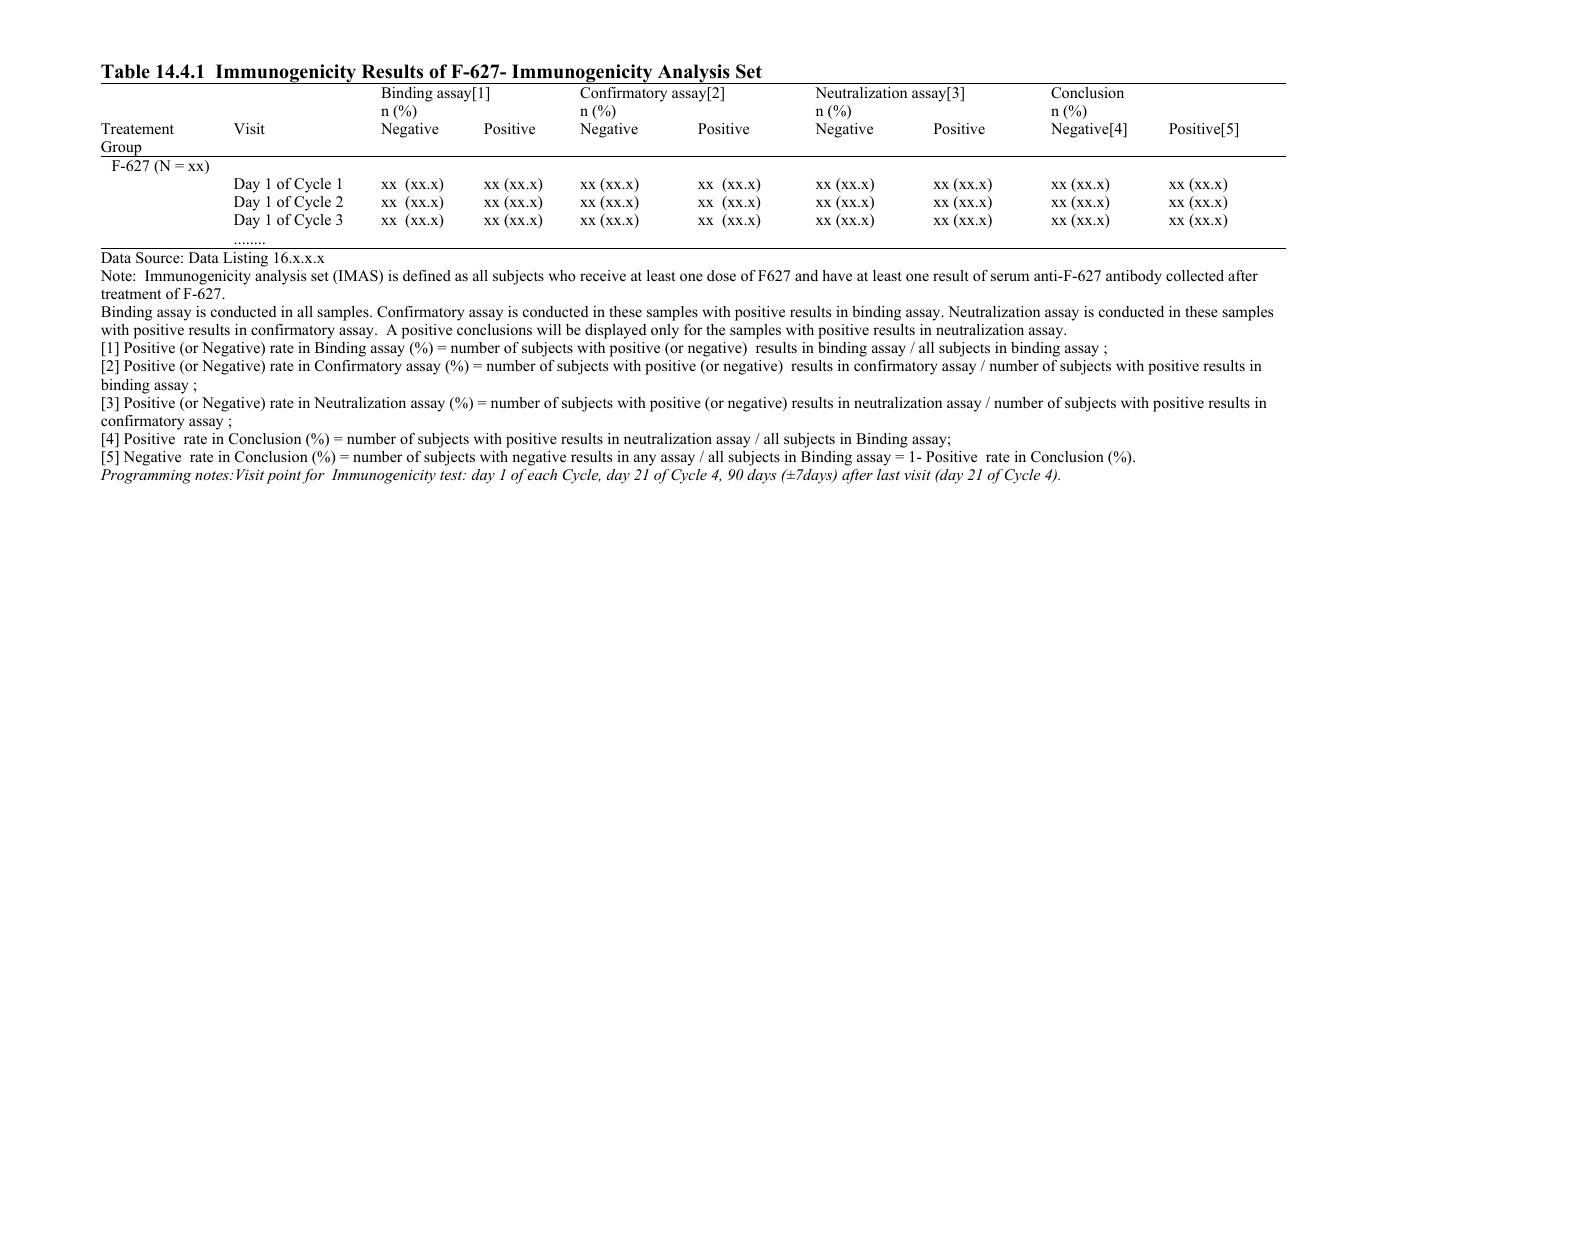 Table 14.4.1  Immunogenicity Results of F-627- Immunogenicity Analysis Set
Binding assay[1] Confirmatory assay[2] Neutralization assay[3] Conclusion
n (%) n (%) n (%) n (%)
Treatement Visit Negative Positive Negative Positive Negative Positive Negative[4] Positive[5]
Group
F-627 (N = xx)
Day 1 of Cycle 1 xx  (xx.x) xx (xx.x) xx (xx.x) xx  (xx.x) xx (xx.x) xx (xx.x) xx (xx.x) xx (xx.x)
Day 1 of Cycle 2 xx  (xx.x) xx (xx.x) xx (xx.x) xx  (xx.x) xx (xx.x) xx (xx.x) xx (xx.x) xx (xx.x)
Day 1 of Cycle 3 xx  (xx.x) xx (xx.x) xx (xx.x) xx  (xx.x) xx (xx.x) xx (xx.x) xx (xx.x) xx (xx.x)
........
Data Source: Data Listing 16.x.x.x
Note:  Immunogenicity analysis set (IMAS) is defined as all subjects who receive at least one dose of F627 and have at least one result of serum anti-F-627 antibody collected after
treatment of F-627.
Binding assay is conducted in all samples. Confirmatory assay is conducted in these samples with positive results in binding assay. Neutralization assay is conducted in these samples
with positive results in confirmatory assay.  A positive conclusions will be displayed only for the samples with positive results in neutralization assay.
[1] Positive (or Negative) rate in Binding assay (%) = number of subjects with positive (or negative)  results in binding assay / all subjects in binding assay ;
[2] Positive (or Negative) rate in Confirmatory assay (%) = number of subjects with positive (or negative)  results in confirmatory assay / number of subjects with positive results in
binding assay ;
[3] Positive (or Negative) rate in Neutralization assay (%) = number of subjects with positive (or negative) results in neutralization assay / number of subjects with positive results in
confirmatory assay ;
[4] Positive  rate in Conclusion (%) = number of subjects with positive results in neutralization assay / all subjects in Binding assay;
[5] Negative  rate in Conclusion (%) = number of subjects with negative results in any assay / all subjects in Binding assay = 1- Positive  rate in Conclusion (%).
Programming notes:Visit point for  Immunogenicity test: day 1 of each Cycle, day 21 of Cycle 4, 90 days (±7days) after last visit (day 21 of Cycle 4).